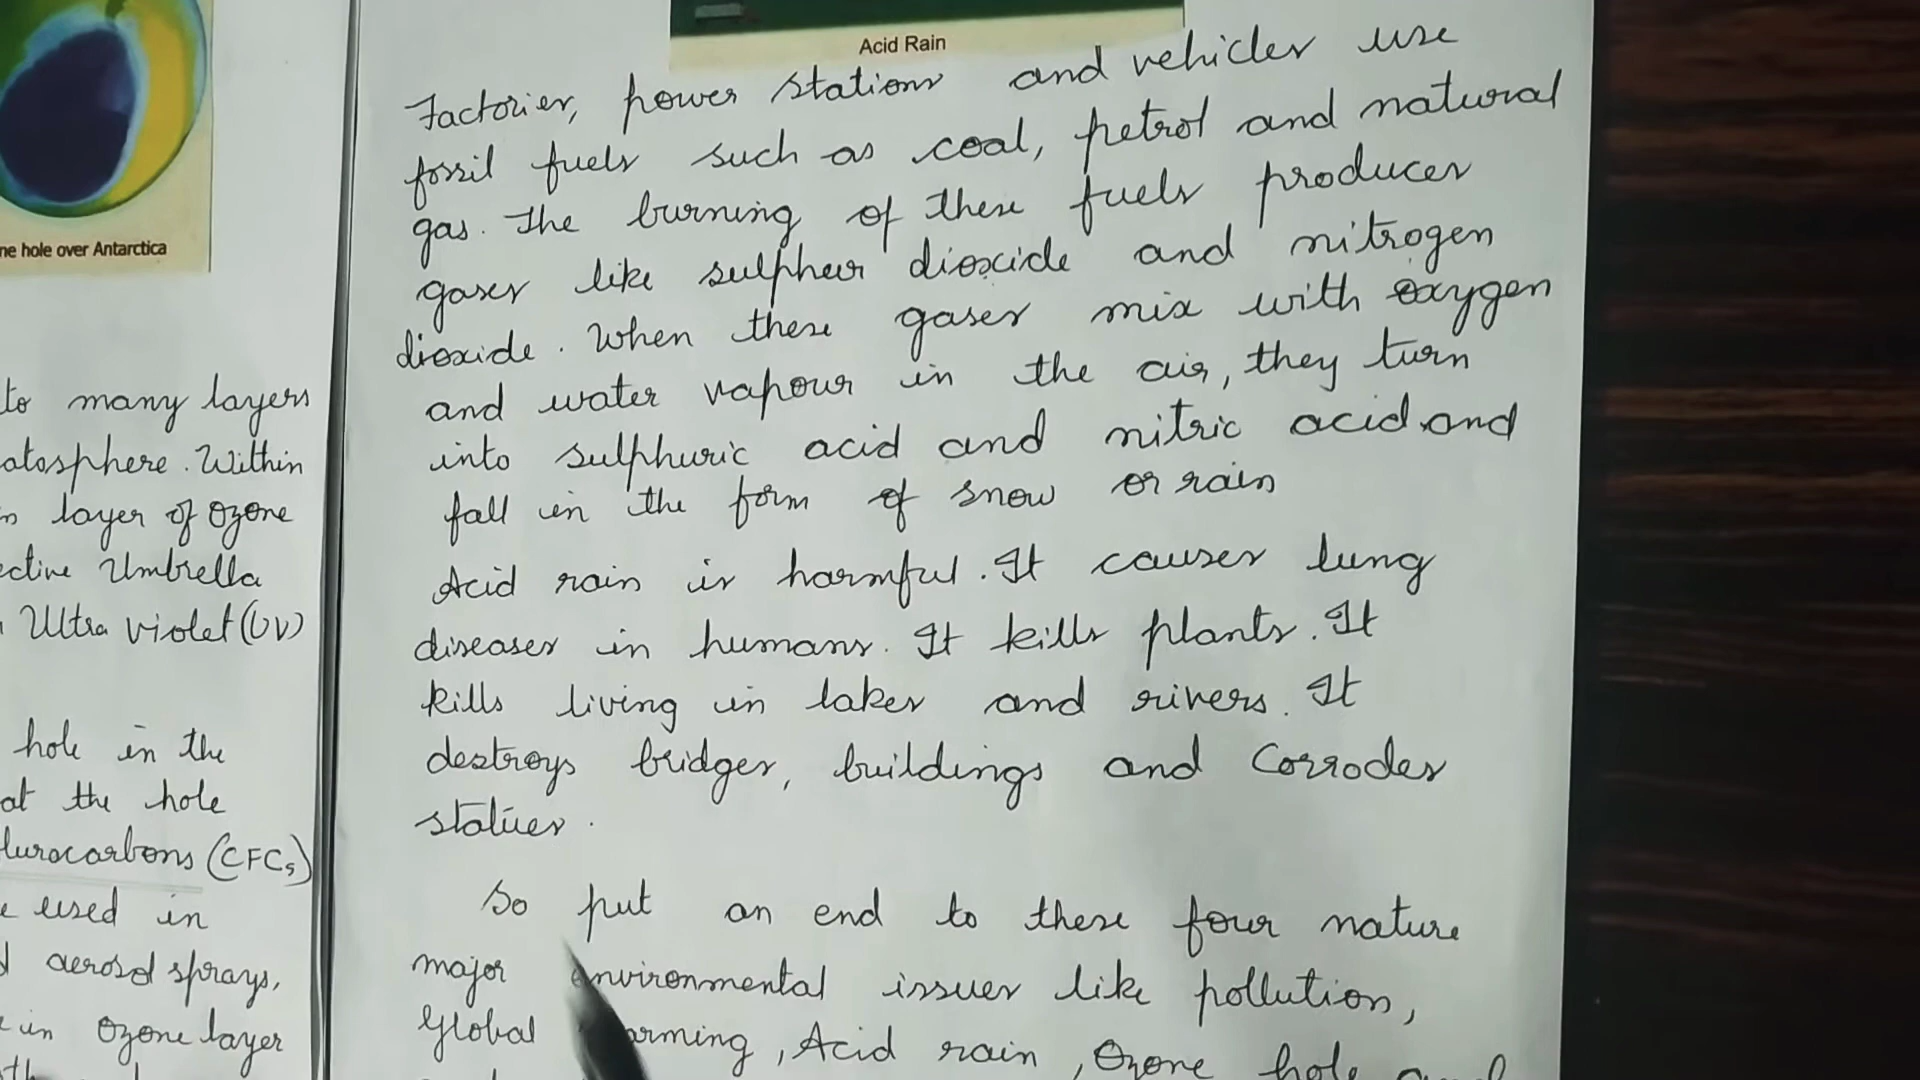 ne hole over Antarctica
to many layers
atosphere. Within
layer of Ozone
ective Umbrella
Ultra violet (UV)
hole in the
at the hole
lurocarbons (CFCs)
e used in
aerosol sprays,
in Ozone layer
Acid Rain
Factories, power stations and vehicles use
fossil fuels such as coal, petrol and natural
gas. The burning of these fuels produces
gases like sulphur dioxide and nitrogen
dioxide. When these gases mix with oxygen
and water vapour in the air, they turn
into sulphuric acid and nitric acid and
fall in the form of snow or rain
Acid rain is harmful. It causes lung
diseases in humans. It kills plants. It
kills living in lakes and rivers. It
destroys bridges, buildings and Corrodes
statues.
So put an end to these four nature
major environmental issues like pollution,
Global arming, Acid rain, Ozone hole and